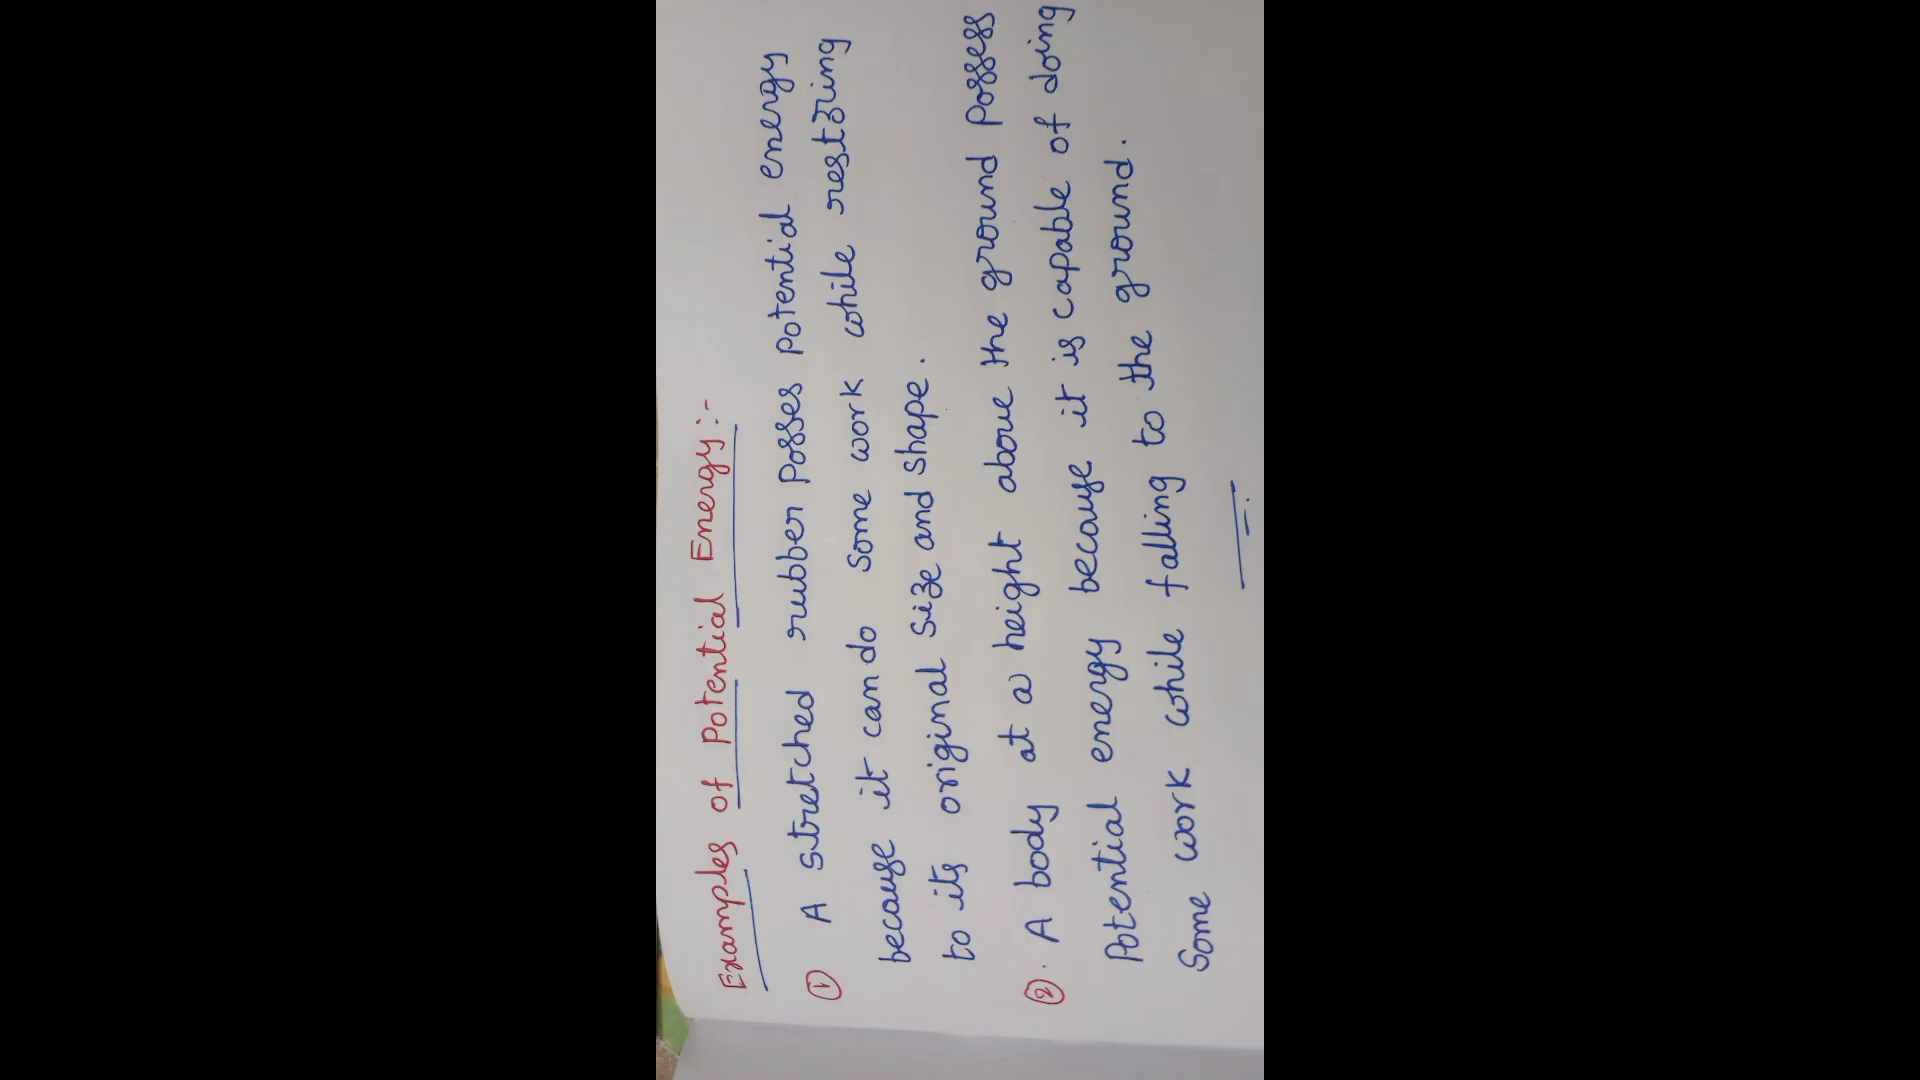 Examples of Potential Energy:-
① A stretched rubber posses potential energy
because it can do some work while restoring
to its original size and shape.
②. A body at a height above the ground possess
Potential energy because it is capable of doing
Some work while falling to the ground.